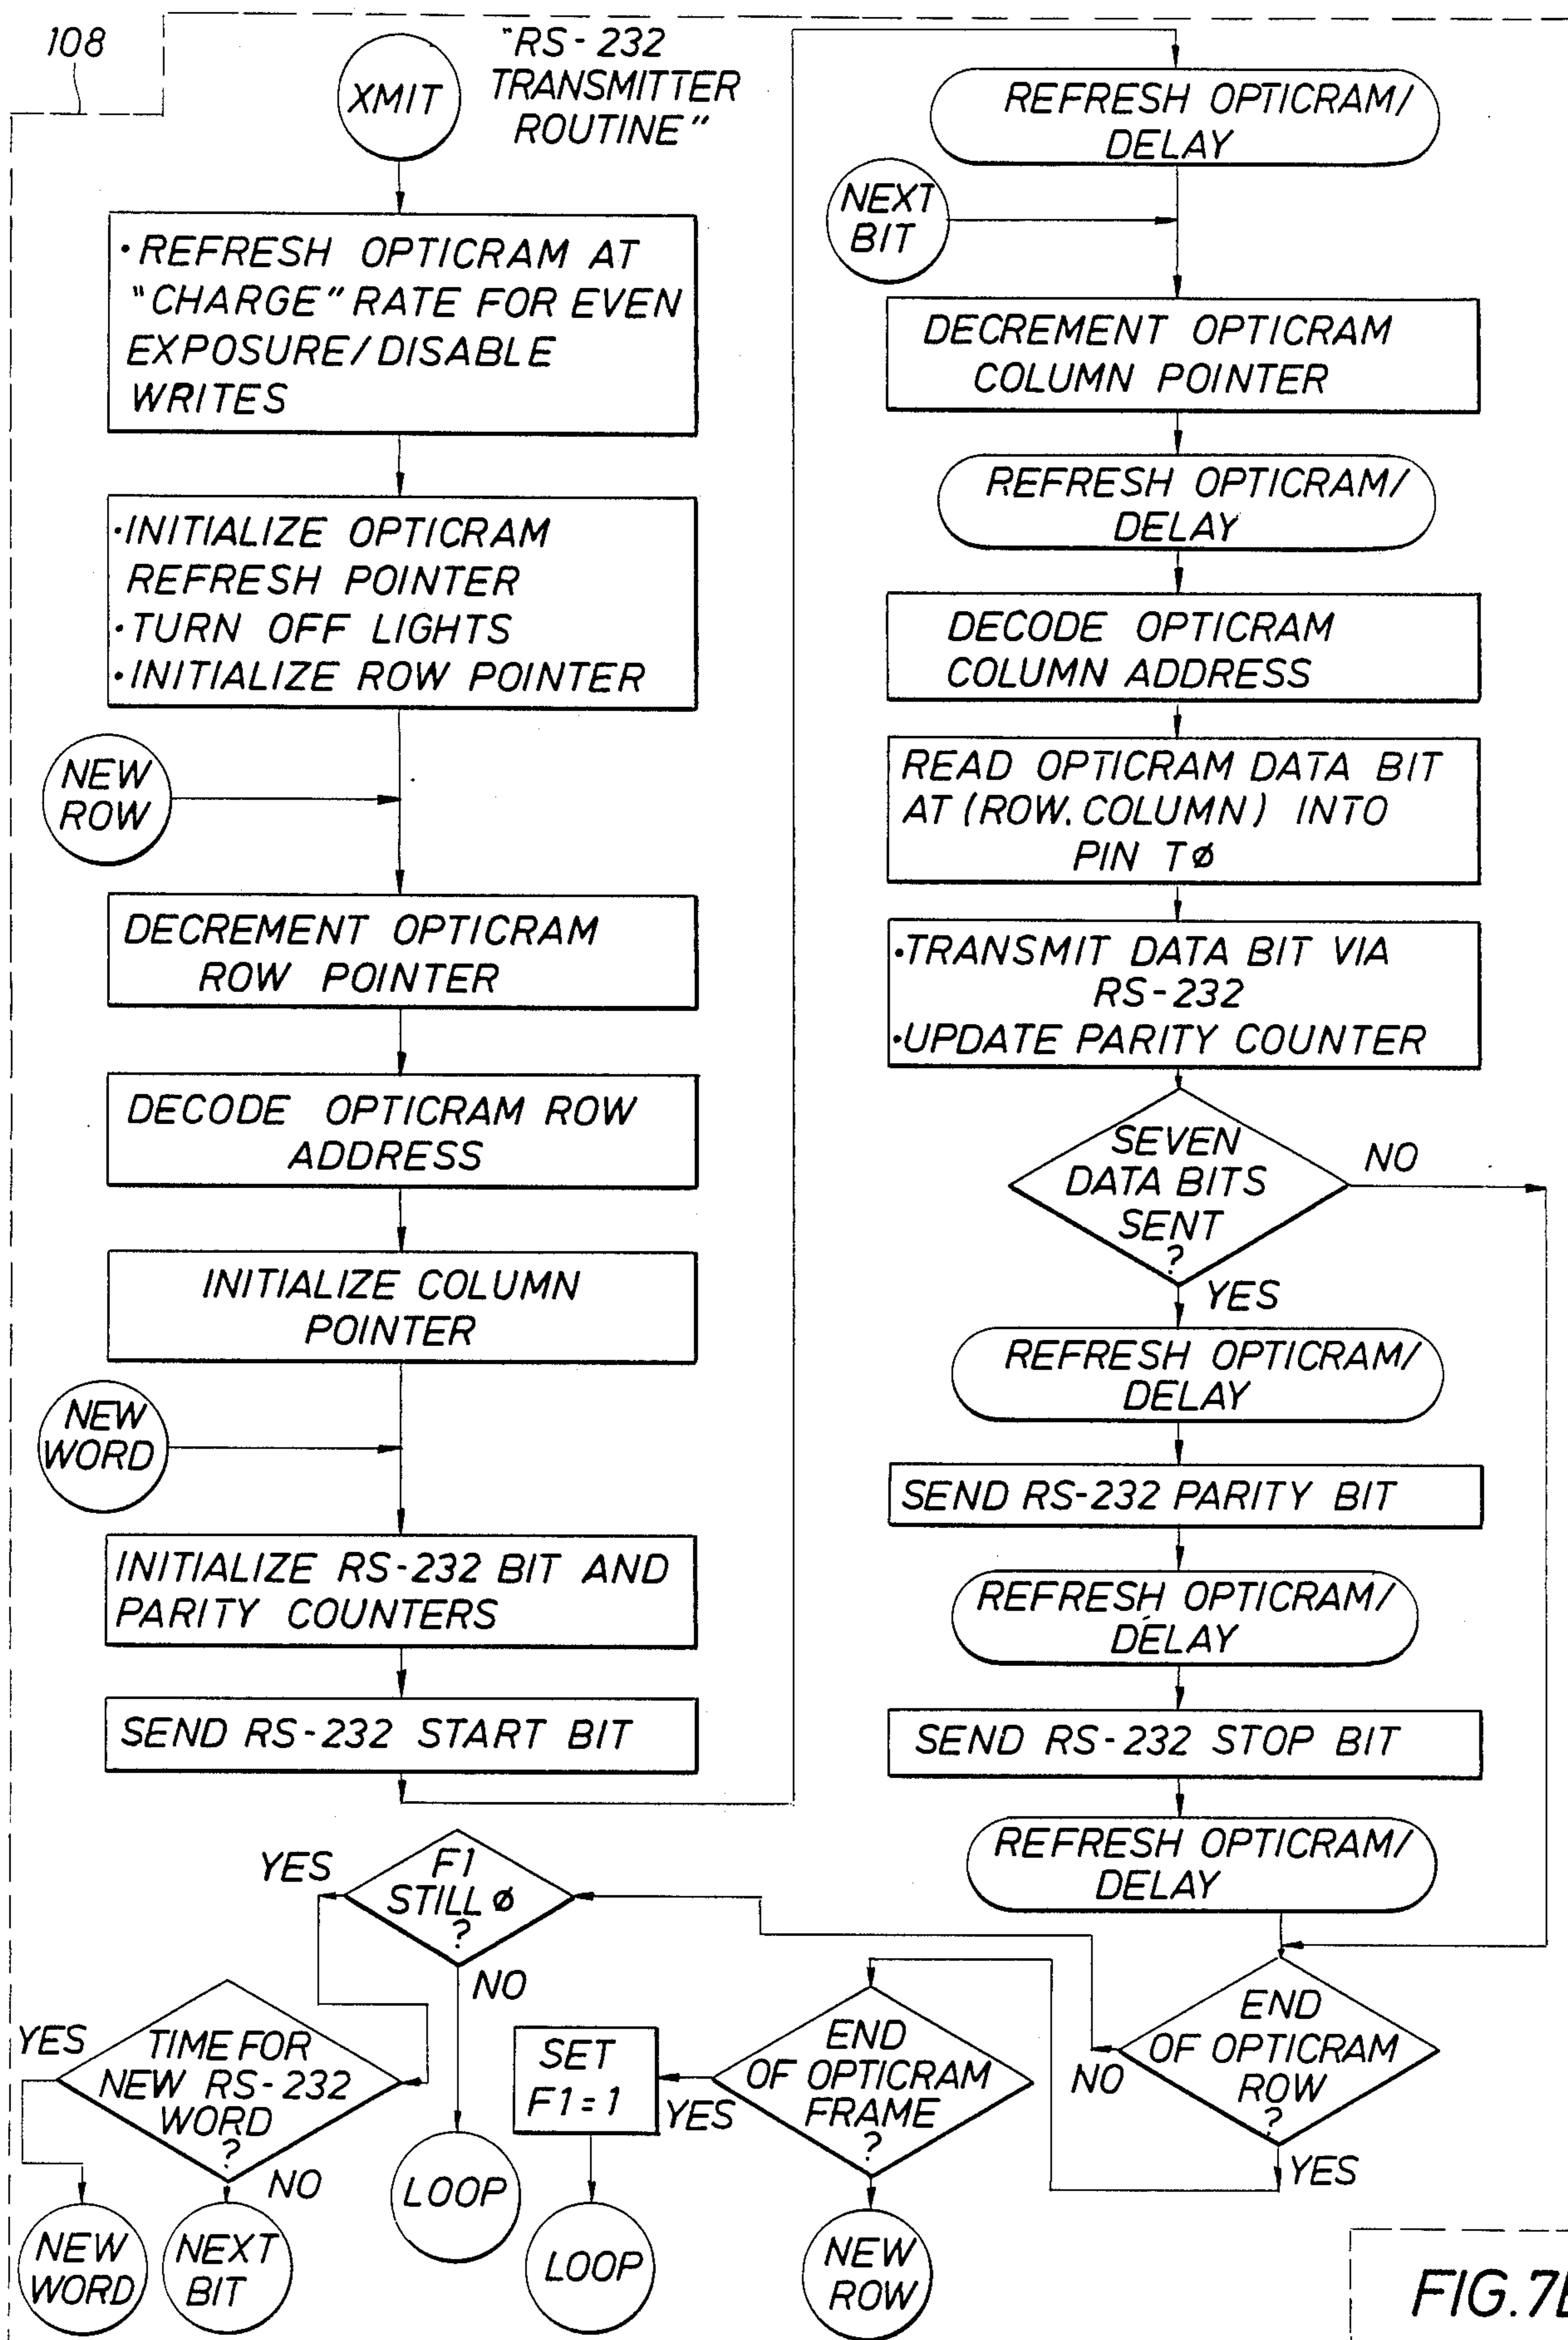 108
XMIT
"RS-232
TRANSMITTER
ROUTINE"
·REFRESH OPTICRAM AT
"CHARGE" RATE FOR EVEN
EXPOSURE/DISABLE
WRITES
·INITIALIZE OPTICRAM
REFRESH POINTER
·TURN OFF LIGHTS
·INITIALIZE ROW POINTER
NEW
ROW
DECREMENT OPTICRAM
ROW POINTER
DECODE OPTICRAM ROW
ADDRESS
INITIALIZE COLUMN
POINTER
NEW
WORD
INITIALIZE RS-232 BIT AND
PARITY COUNTERS
SEND RS-232 START BIT
REFRESH OPTICRAM/
DELAY
NEXT
BIT
DECREMENT OPTICRAM
COLUMN POINTER
REFRESH OPTICRAM/
DELAY
DECODE OPTICRAM
COLUMN ADDRESS
READ OPTICRAM DATA BIT
AT (ROW.COLUMN) INTO
PIN TØ
·TRANSMIT DATA BIT VIA
RS-232
·UPDATE PARITY COUNTER
SEVEN
DATA BITS
SENT
?
NO
YES
REFRESH OPTICRAM/
DELAY
SEND RS-232 PARITY BIT
REFRESH OPTICRAM/
DELAY
SEND RS-232 STOP BIT
REFRESH OPTICRAM/
DELAY
END
OF OPTICRAM
ROW
?
NO
YES
END
OF OPTICRAM
FRAME
?
YES
SET
F1=1
LOOP
NEW
ROW
F1
STILL Ø
?
YES
NO
LOOP
TIME FOR
NEW RS-232
WORD
?
YES
NO
NEW
WORD
NEXT
BIT
FIG.